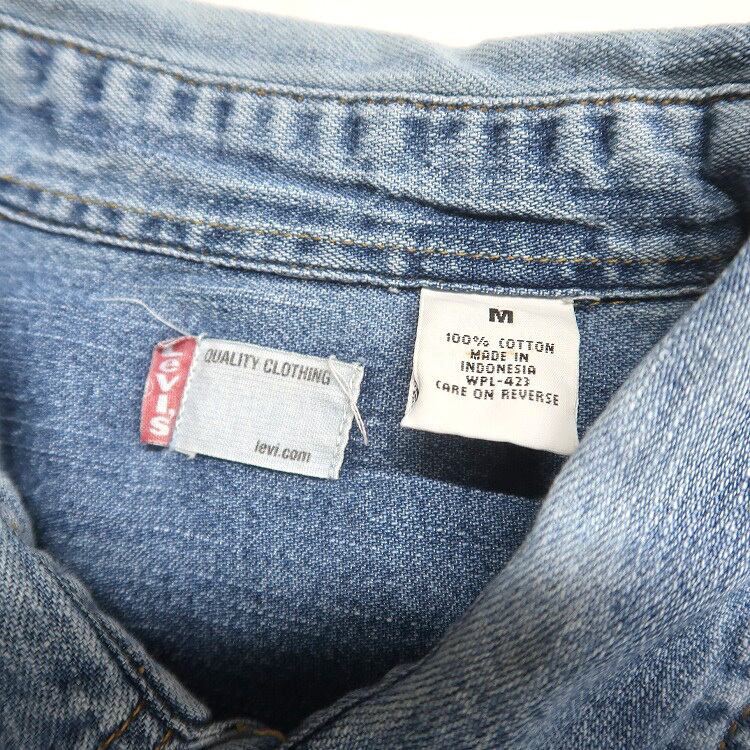 LEVI'S
QUALITY CLOTHING
levi.com
M
100% COTTON
MADE IN
INDONESIA
WPL-423
CARE ON REVERSE